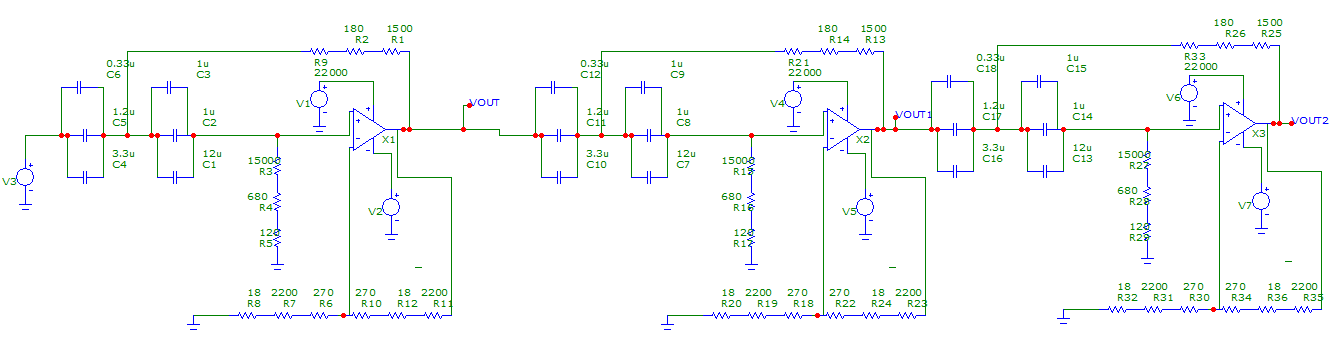 180 1500
R2 R1
R9
22000
0.33u 1u
C6 C3
1.2u 1u
C5 C2
3.3u 12u
C4 C1
V3
V1
X1
VOUT
V2
15000
R3
680
R4
120
R5
18 2200 270 270 18 2200
R8 R7 R6 R10 R12 R11
180 1500
R14 R13
R21
22000
0.33u 1u
C12 C9
1.2u 1u
C11 C8
3.3u 12u
C10 C7
V4
X2
VOUT1
V5
15000
R15
680
R16
120
R17
18 2200 270 270 18 2200
R20 R19 R18 R22 R24 R23
180 1500
R26 R25
R33
22000
0.33u 1u
C18 C15
1.2u 1u
C17 C14
3.3u 12u
C16 C13
V6
X3
VOUT2
V7
15000
R27
680
R28
120
R29
18 2200 270 270 18 2200
R32 R31 R30 R34 R36 R35